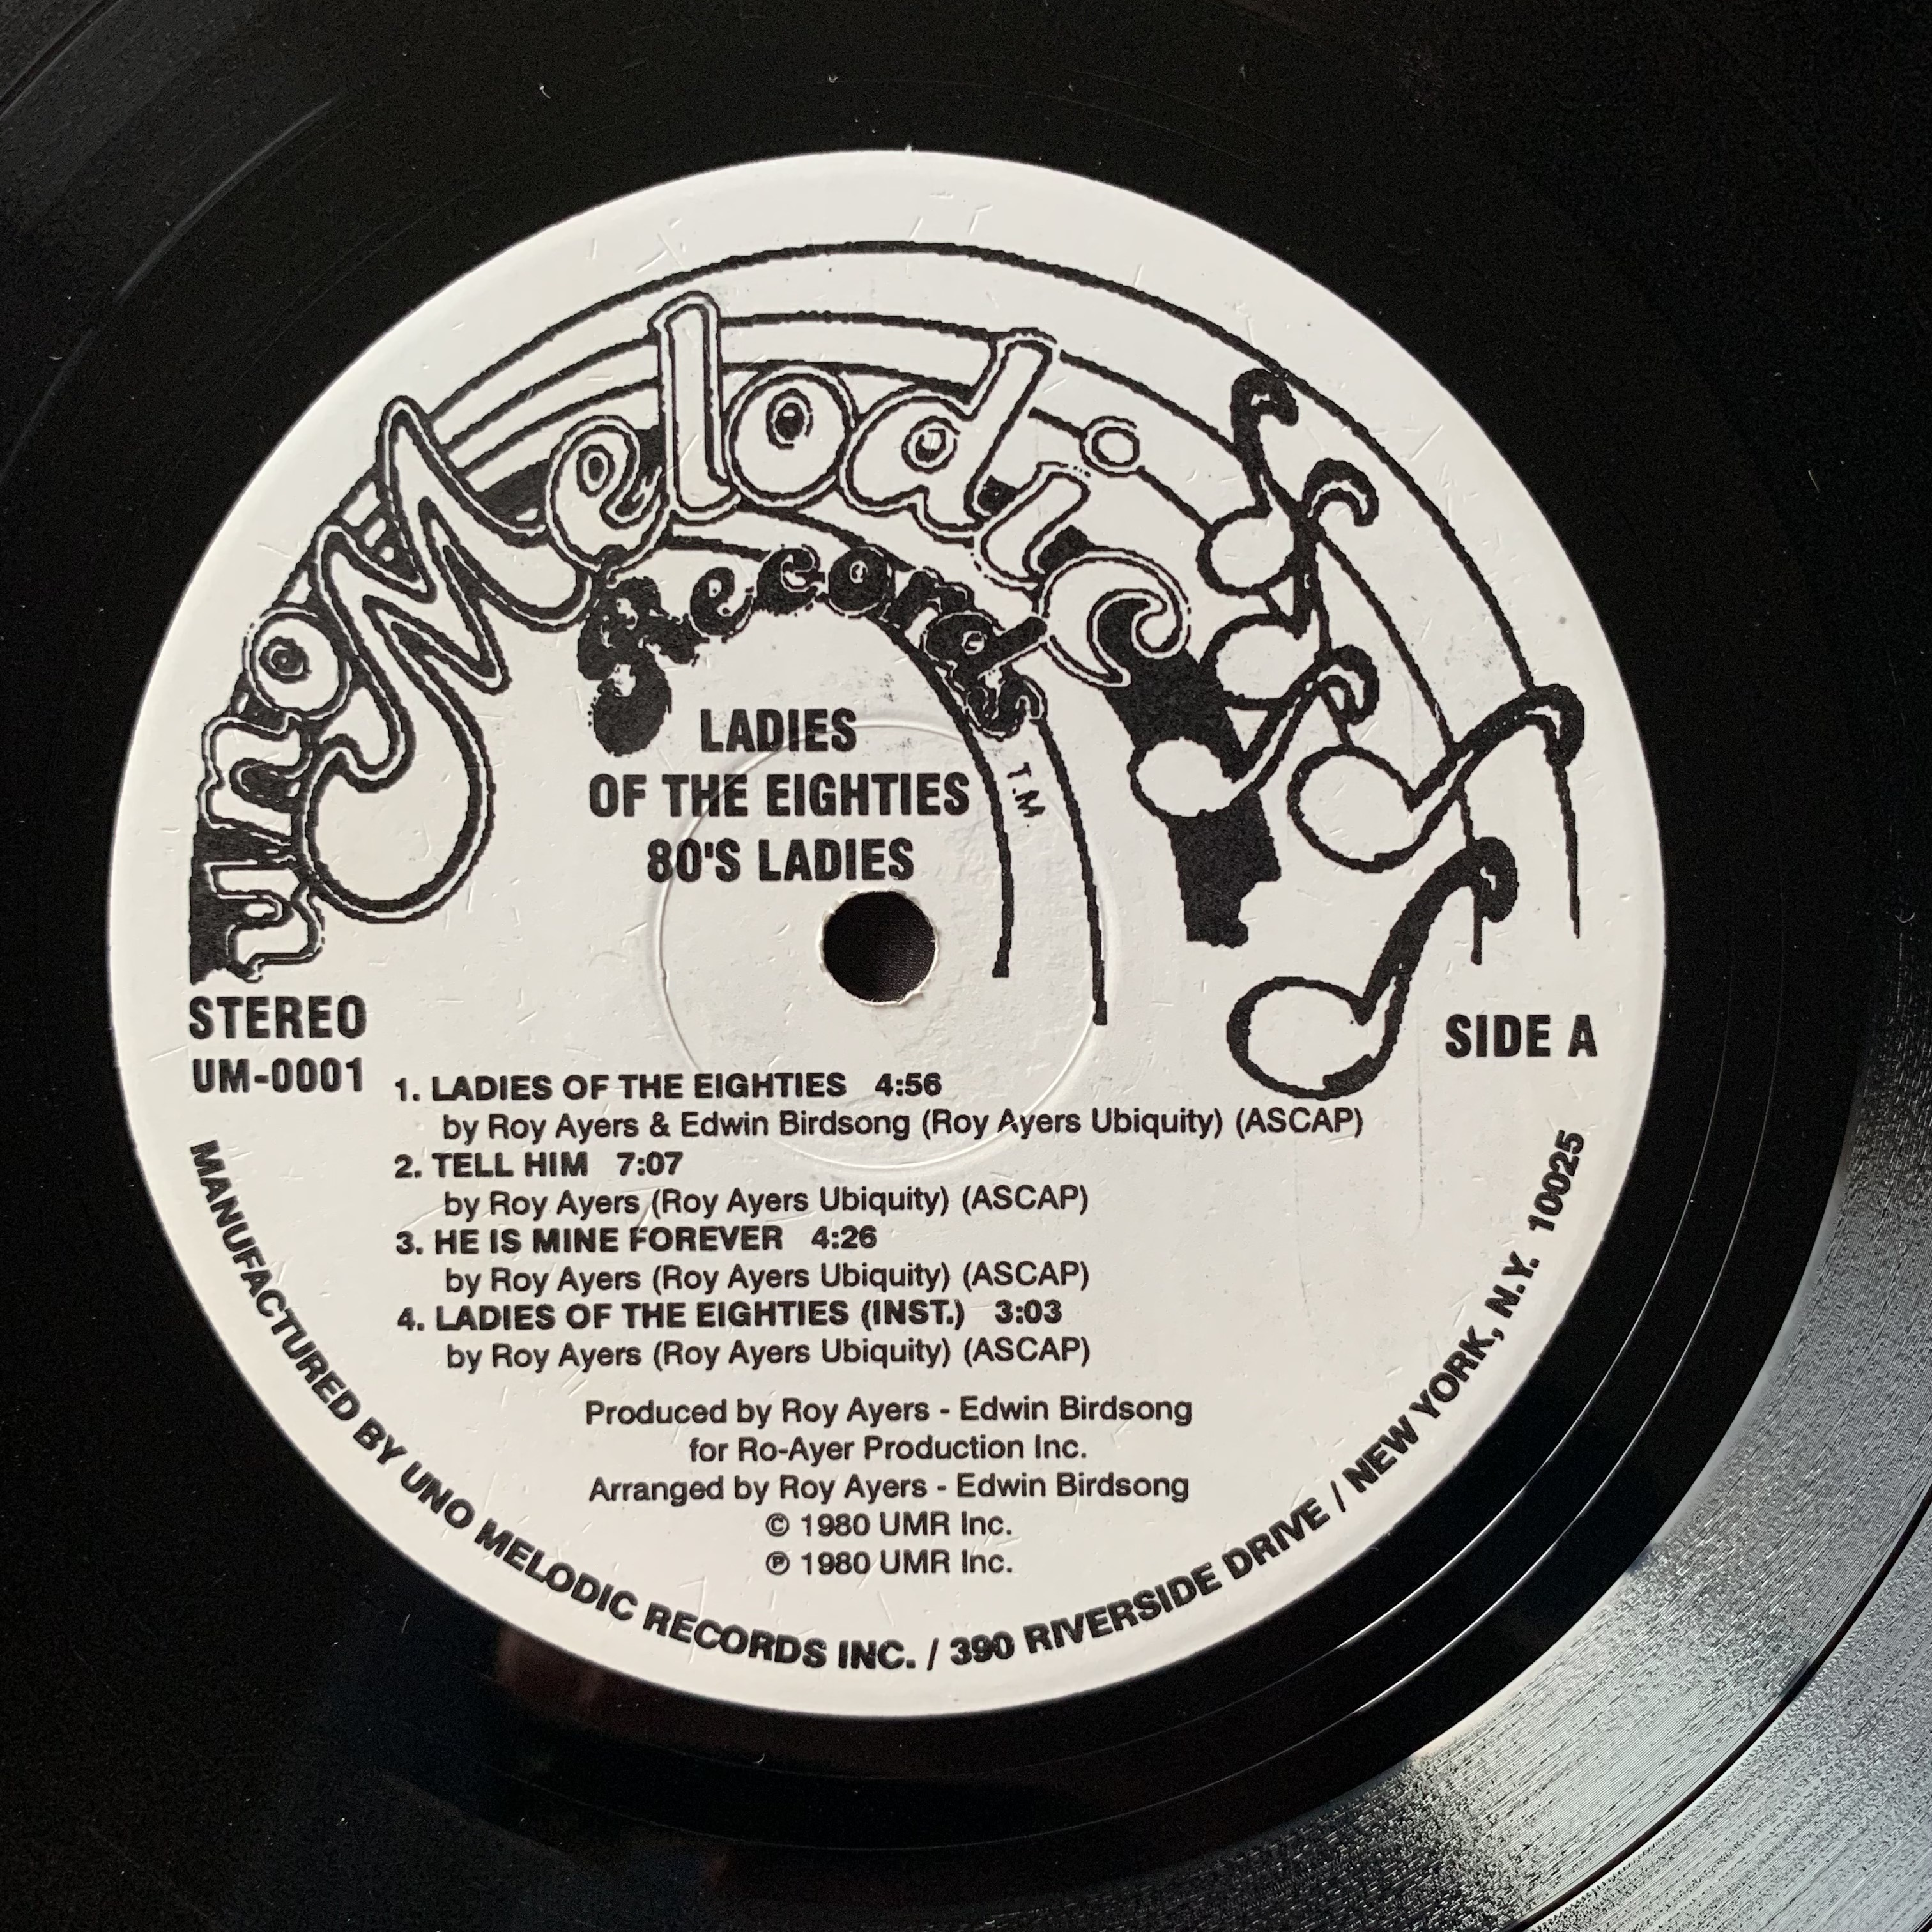 uno Melodic
Records
T.M.
LADIES
OF THE EIGHTIES
80'S LADIES
STEREO
UM-0001
SIDE A
1. LADIES OF THE EIGHTIES 4:56
by Roy Ayers & Edwin Birdsong (Roy Ayers Ubiquity) (ASCAP)
2. TELL HIM 7:07
by Roy Ayers (Roy Ayers Ubiquity) (ASCAP)
3. HE IS MINE FOREVER 4:26
by Roy Ayers (Roy Ayers Ubiquity) (ASCAP)
4. LADIES OF THE EIGHTIES (INST.) 3:03
by Roy Ayers (Roy Ayers Ubiquity) (ASCAP)
Produced by Roy Ayers - Edwin Birdsong
for Ro-Ayer Production Inc.
Arranged by Roy Ayers - Edwin Birdsong
© 1980 UMR Inc.
℗ 1980 UMR Inc.
MANUFACTURED BY UNO MELODIC RECORDS INC. / 390 RIVERSIDE DRIVE / NEW YORK, N.Y. 10025